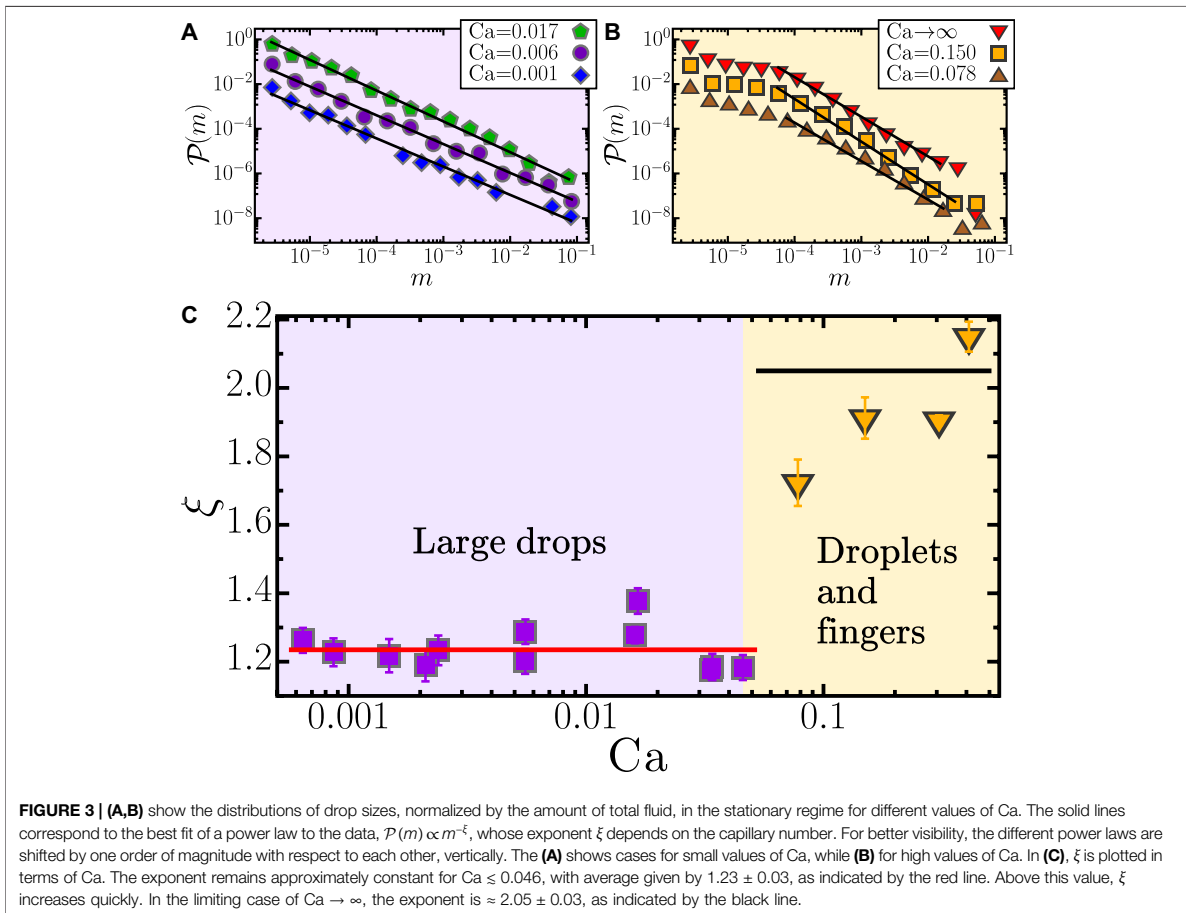 A
10^0
10^-2
10^-4
10^-6
10^-8
P(m)
10^-5
10^-4
10^-3
10^-2
10^-1
m
Ca=0.017
Ca=0.006
Ca=0.001
B
10^0
10^-2
10^-4
10^-6
10^-8
P(m)
10^-5
10^-4
10^-3
10^-2
10^-1
m
Ca→∞
Ca=0.150
Ca=0.078
C
2.2
2.0
1.8
1.6
1.4
1.2
ξ
Large drops
Droplets
and
fingers
0.001
0.01
0.1
Ca
FIGURE 3 | (A,B) show the distributions of drop sizes, normalized by the amount of total fluid, in the stationary regime for different values of Ca. The solid lines
correspond to the best fit of a power law to the data, P(m) ∝ m^−ξ, whose exponent ξ depends on the capillary number. For better visibility, the different power laws are
shifted by one order of magnitude with respect to each other, vertically. The (A) shows cases for small values of Ca, while (B) for high values of Ca. In (C), ξ is plotted in
terms of Ca. The exponent remains approximately constant for Ca ≲ 0.046, with average given by 1.23 ± 0.03, as indicated by the red line. Above this value, ξ
increases quickly. In the limiting case of Ca → ∞, the exponent is ≈ 2.05 ± 0.03, as indicated by the black line.